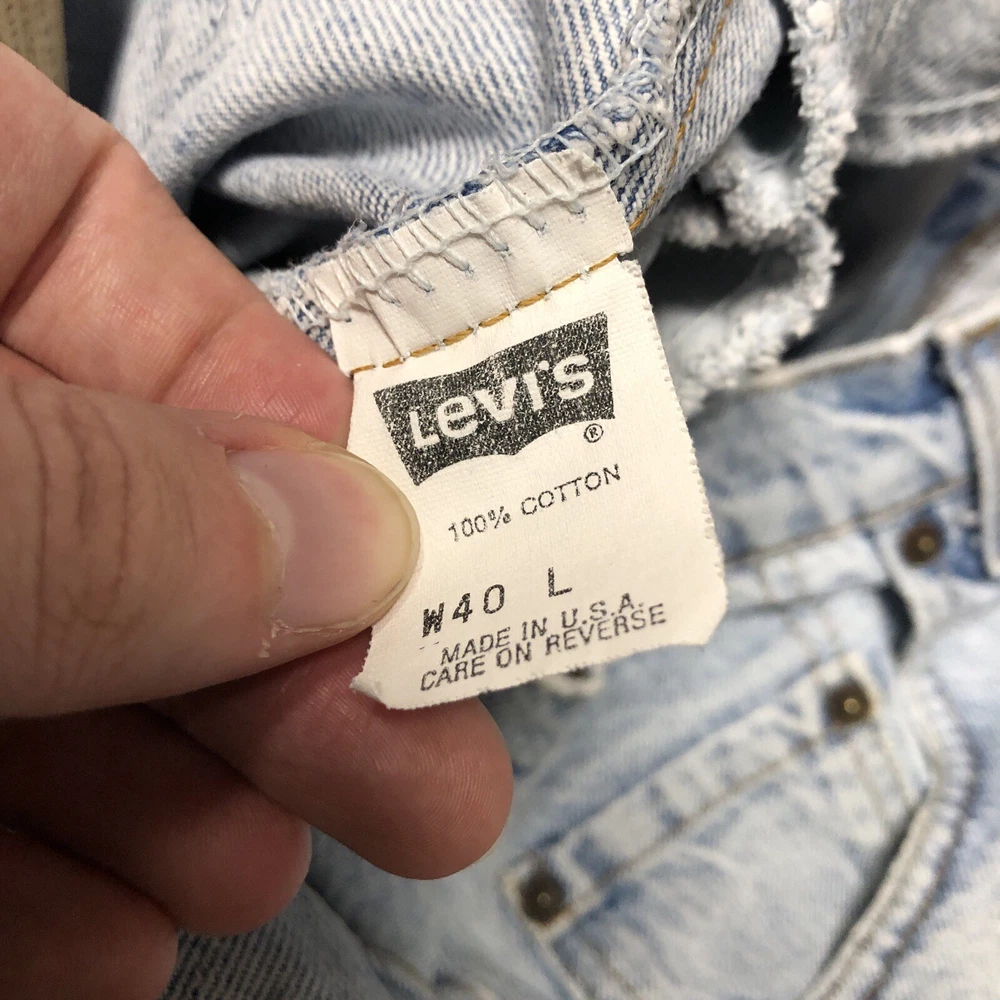 Levi's
®
100% COTTON
W40 L
MADE IN U.S.A.
CARE ON REVERSE